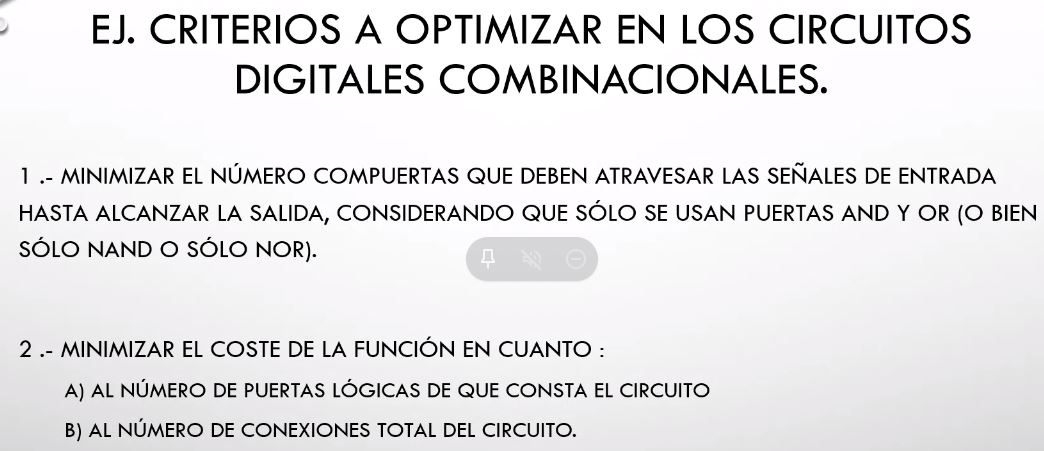 EJ. CRITERIOS A OPTIMIZAR EN LOS CIRCUITOS
DIGITALES COMBINACIONALES.
1 .- MINIMIZAR EL NÚMERO COMPUERTAS QUE DEBEN ATRAVESAR LAS SEÑALES DE ENTRADA
HASTA ALCANZAR LA SALIDA, CONSIDERANDO QUE SÓLO SE USAN PUERTAS AND Y OR (O BIEN
SÓLO NAND O SÓLO NOR).
2 .- MINIMIZAR EL COSTE DE LA FUNCIÓN EN CUANTO :
A) AL NÚMERO DE PUERTAS LÓGICAS DE QUE CONSTA EL CIRCUITO
B) AL NÚMERO DE CONEXIONES TOTAL DEL CIRCUITO.